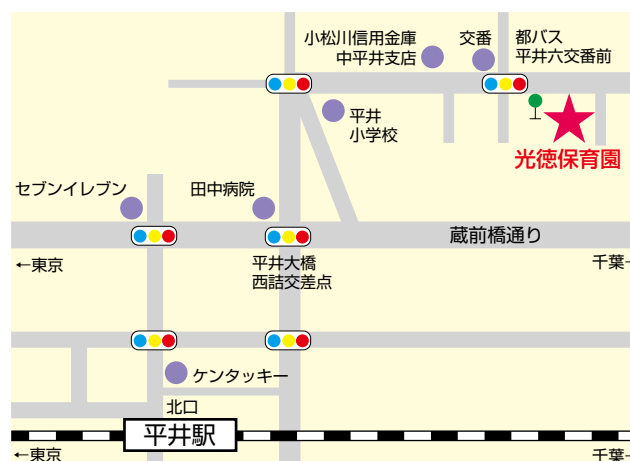 小松川信用金庫
中平井支店
交番
都バス
平井六交番前
平井
小学校
光徳保育園
セブンイレブン
田中病院
蔵前橋通り
←東京
平井大橋
西詰交差点
千葉→
ケンタッキー
北口
平井駅
←東京
千葉→